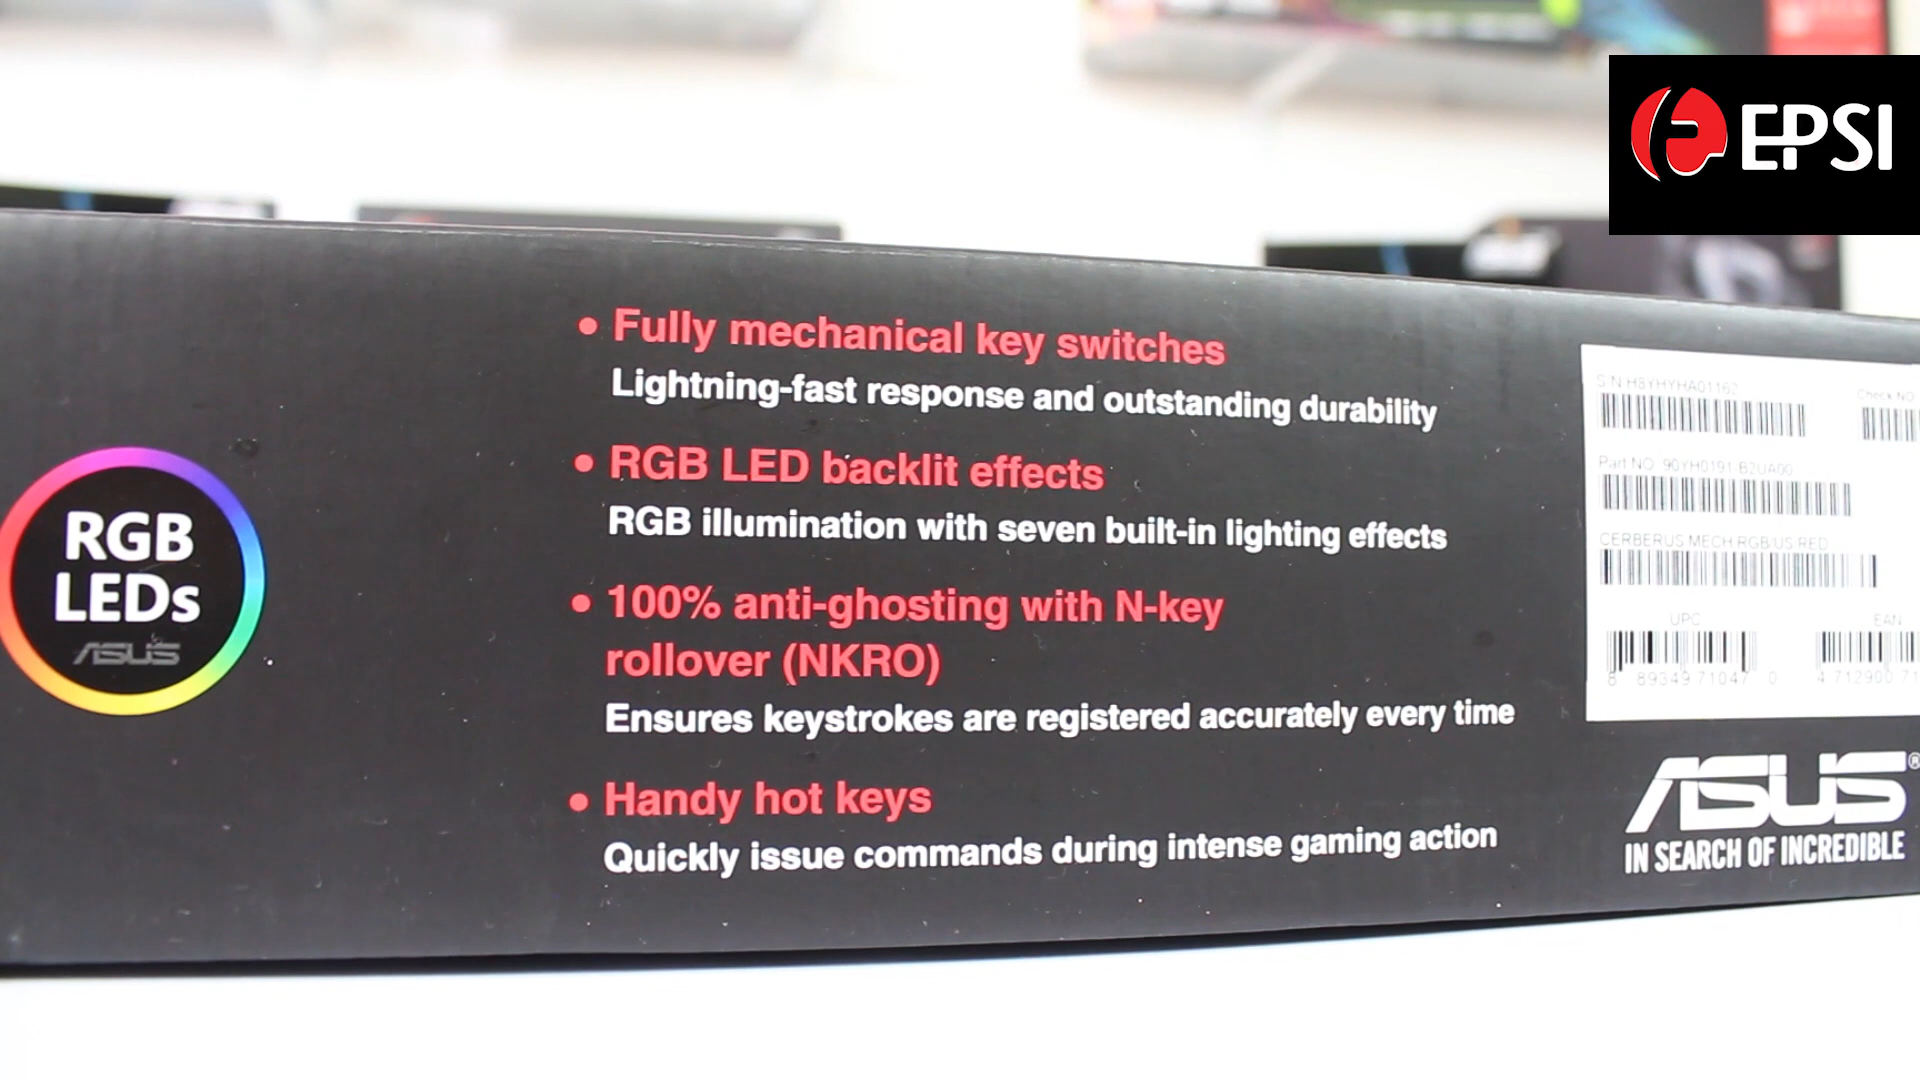 EPSI
• Fully mechanical key switches
Lightning-fast response and outstanding durability
• RGB LED backlit effects
RGB illumination with seven built-in lighting effects
• 100% anti-ghosting with N-key
rollover (NKRO)
Ensures keystrokes are registered accurately every time
• Handy hot keys
Quickly issue commands during intense gaming action
RGB
LEDs
ASUS
S/N:H8YHYHA01162
Check NO
Part NO: 90YH0191-B2UA00
CERBERUS MECH RGB/US RED
UPC
EAN
8 89349 71047 0
4 712900 71
ASUS®
IN SEARCH OF INCREDIBLE